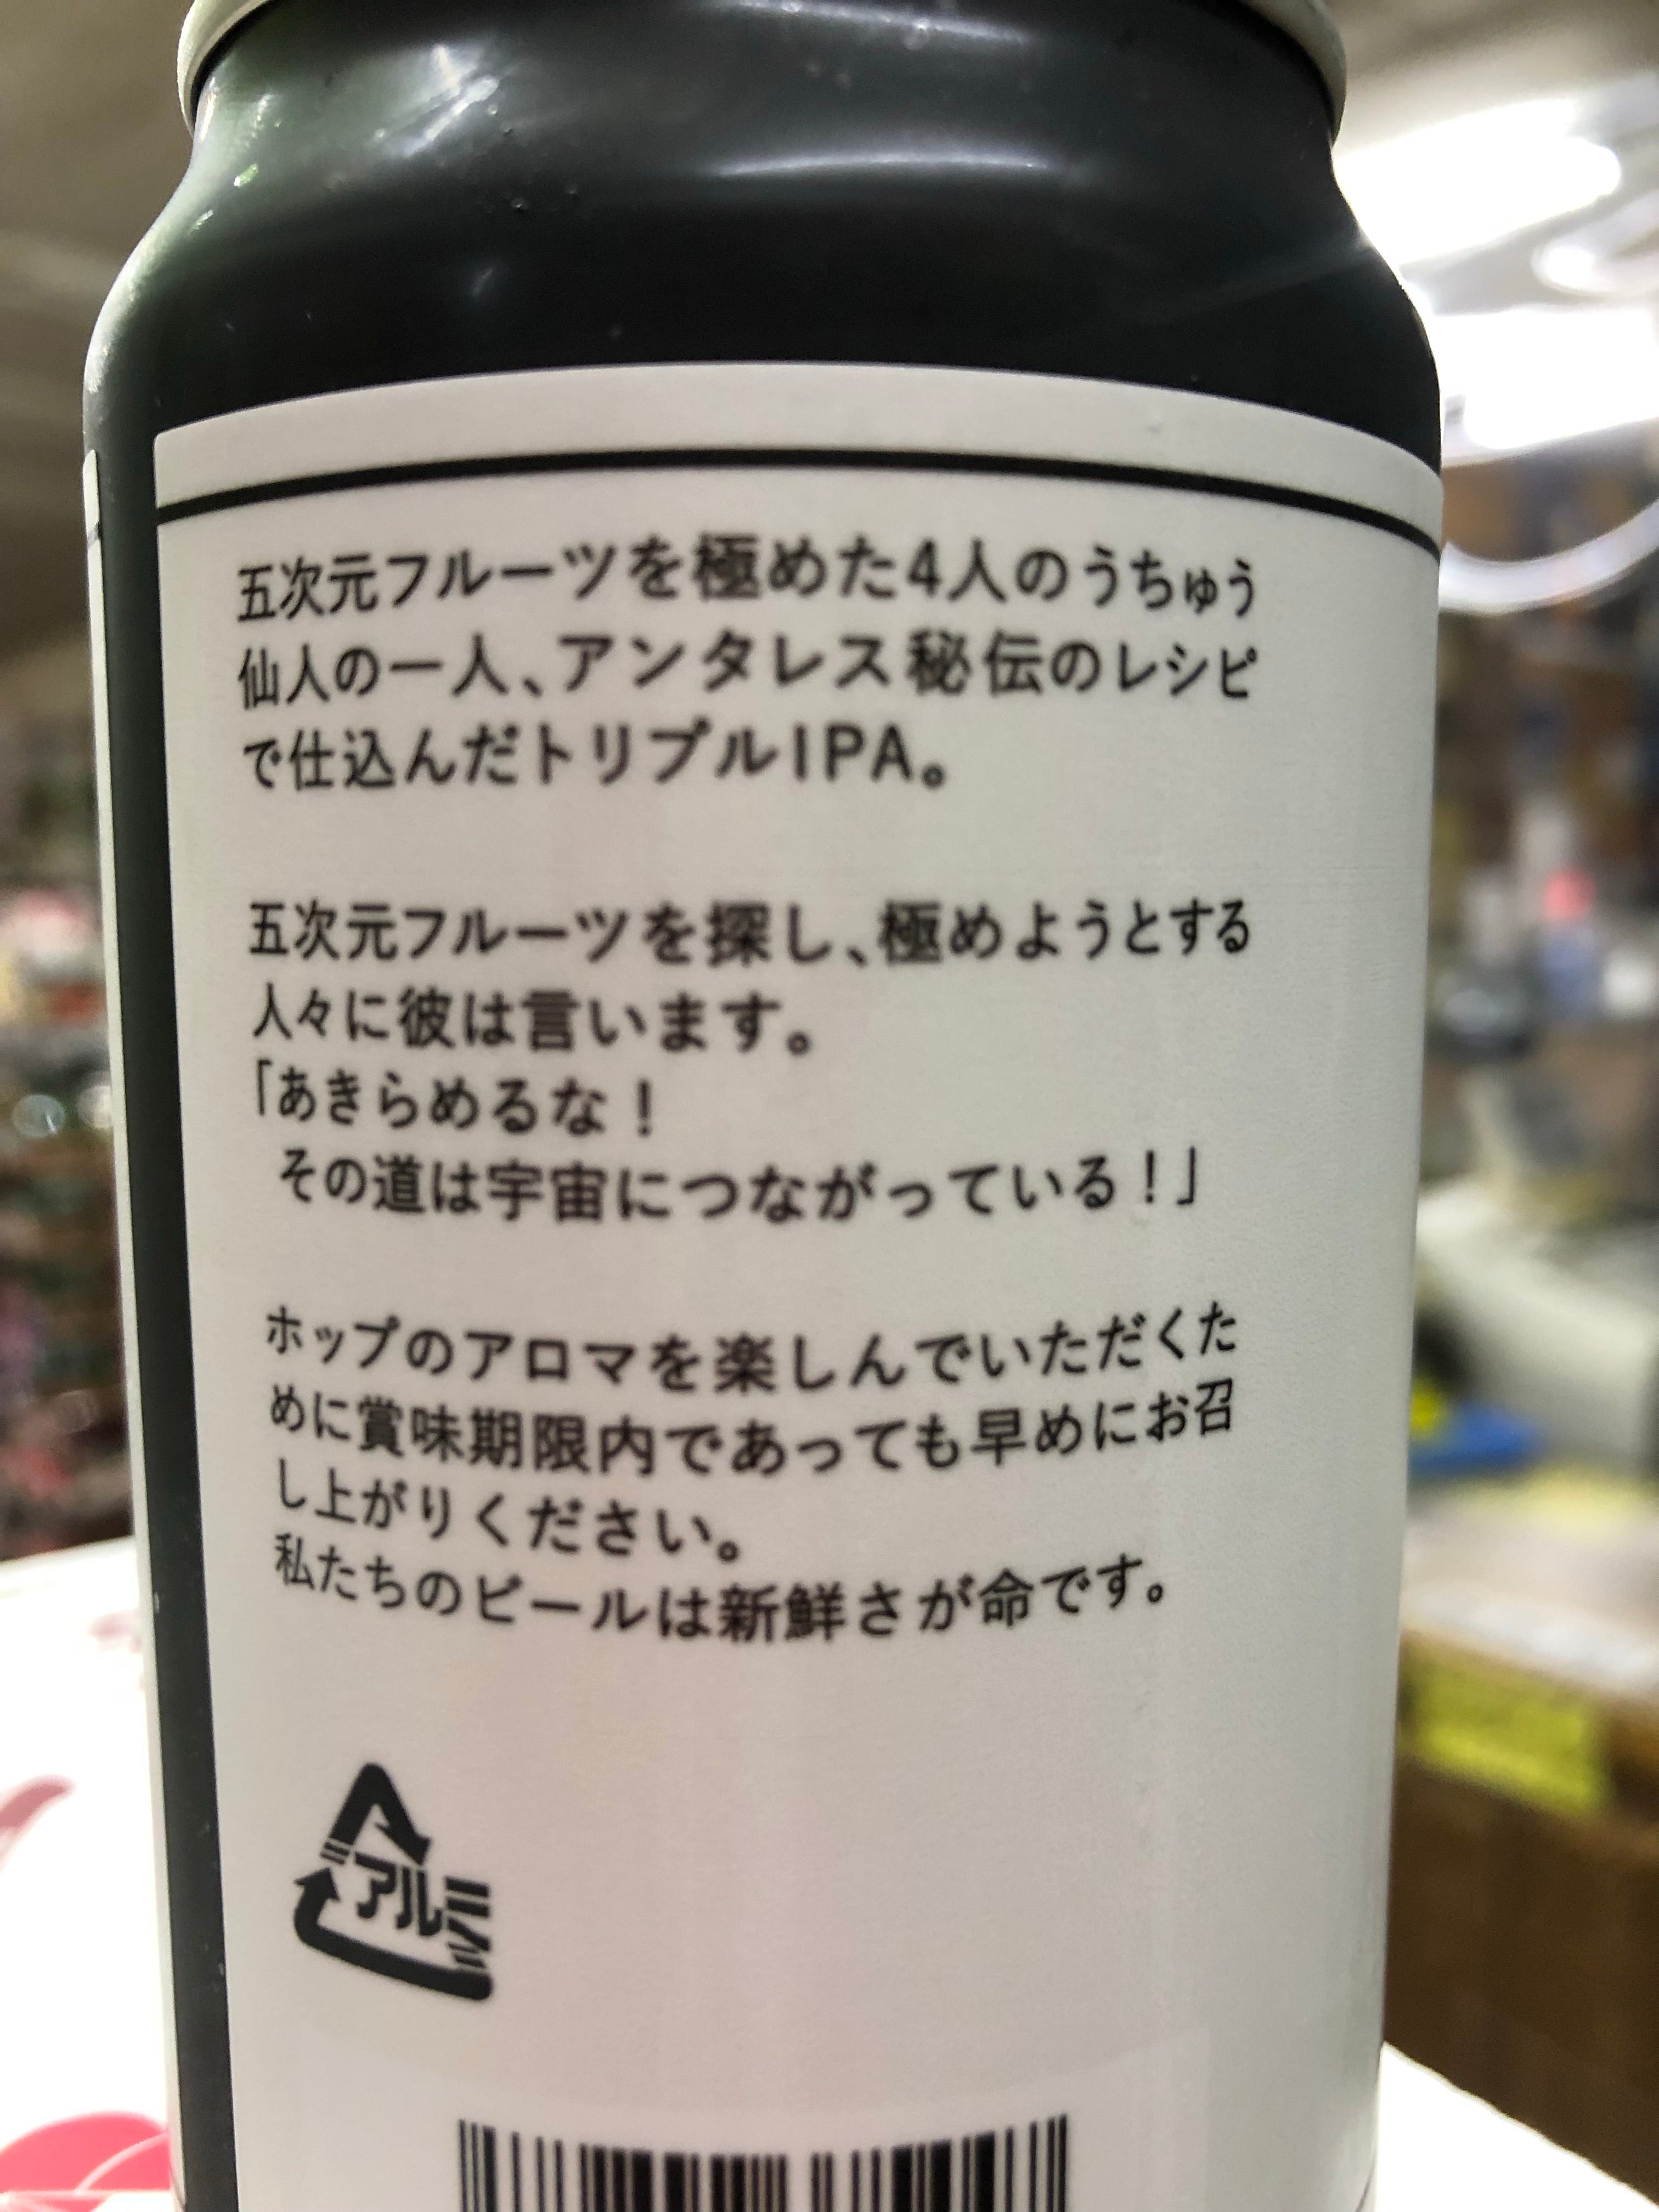 五次元フルーツを極めた4人のうちゅう
仙人の一人、アンタレス秘伝のレシピ
で仕込んだトリプルIPA。
五次元フルーツを探し、極めようとする
人々に彼は言います。
「あきらめるな！
その道は宇宙につながっている！」
ホップのアロマを楽しんでいただくた
めに賞味期限内であっても早めにお召
し上がりください。
私たちのビールは新鮮さが命です。
アルミ